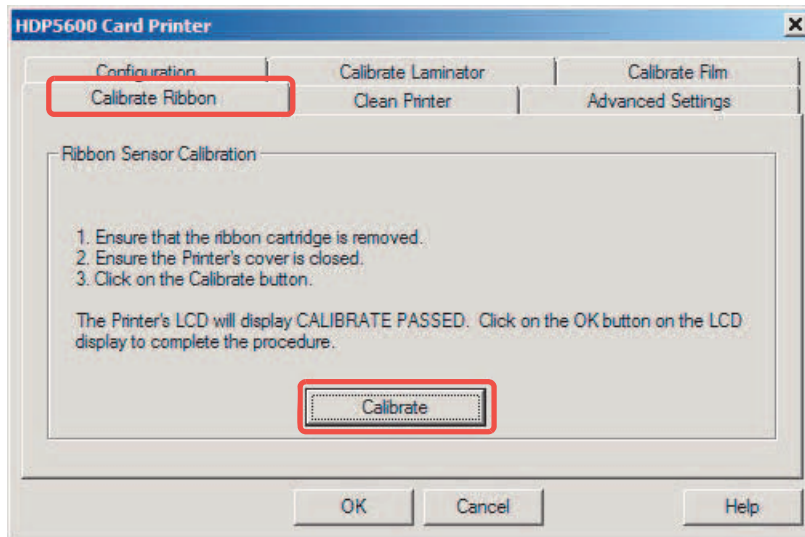 HDP5600 Card Printer
Configuration Calibrate Laminator Calibrate Film
Calibrate Ribbon Clean Printer Advanced Settings
Ribbon Sensor Calibration
1. Ensure that the ribbon cartridge is removed.
2. Ensure the Printer's cover is closed.
3. Click on the Calibrate button.
The Printer's LCD will display CALIBRATE PASSED. Click on the OK button on the LCD
display to complete the procedure.
Calibrate
OK Cancel Help